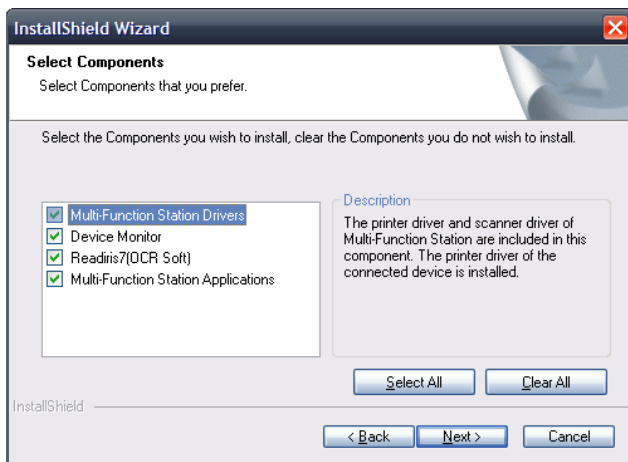 InstallShield Wizard
Select Components
Select Components that you prefer.
Select the Components you wish to install, clear the Components you do not wish to install.
Multi-Function Station Drivers
Device Monitor
Readiris7(OCR Soft)
Multi-Function Station Applications
Description
The printer driver and scanner driver of
Multi-Function Station are included in this
component. The printer driver of the
connected device is installed.
Select All
Clear All
InstallShield
< Back
Next >
Cancel